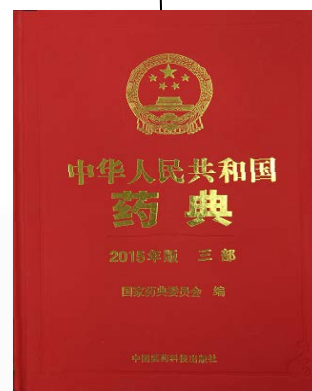 中华人民共和国
药典
2015年版 三部
国家药典委员会 编
中国医药科技出版社